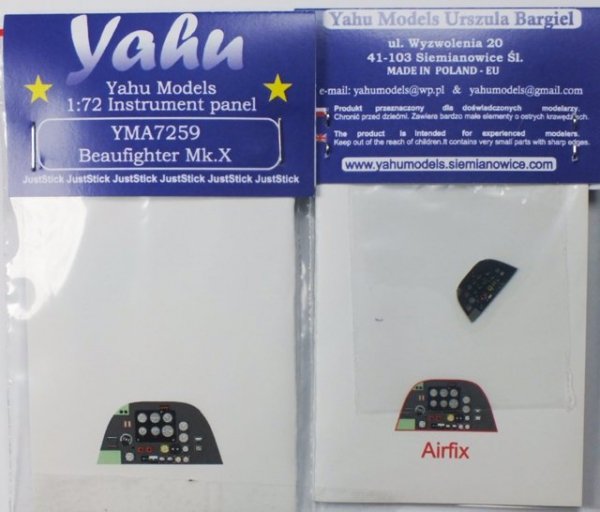 Yahu
Yahu Models
1:72 Instrument panel
YMA7259
Beaufighter Mk.X
JustStick JustStick JustStick JustStick JustStick JustStick
Yahu Models Urszula Bargiel
ul. Wyzwolenia 20
41-103 Siemianowice Śl.
MADE IN POLAND - EU
e-mail: yahumodels@wp.pl & yahumodels@gmail.com
Produkt przeznaczony dla doświadczonych modelarzy.
Chronić przed dziećmi. Zawiera bardzo małe elementy o ostrych krawędziach.
The product is intended for experienced modelers.
Keep out of the reach of children.It contains very small parts with sharp edges.
www.yahumodels.siemianowice.com
Airfix